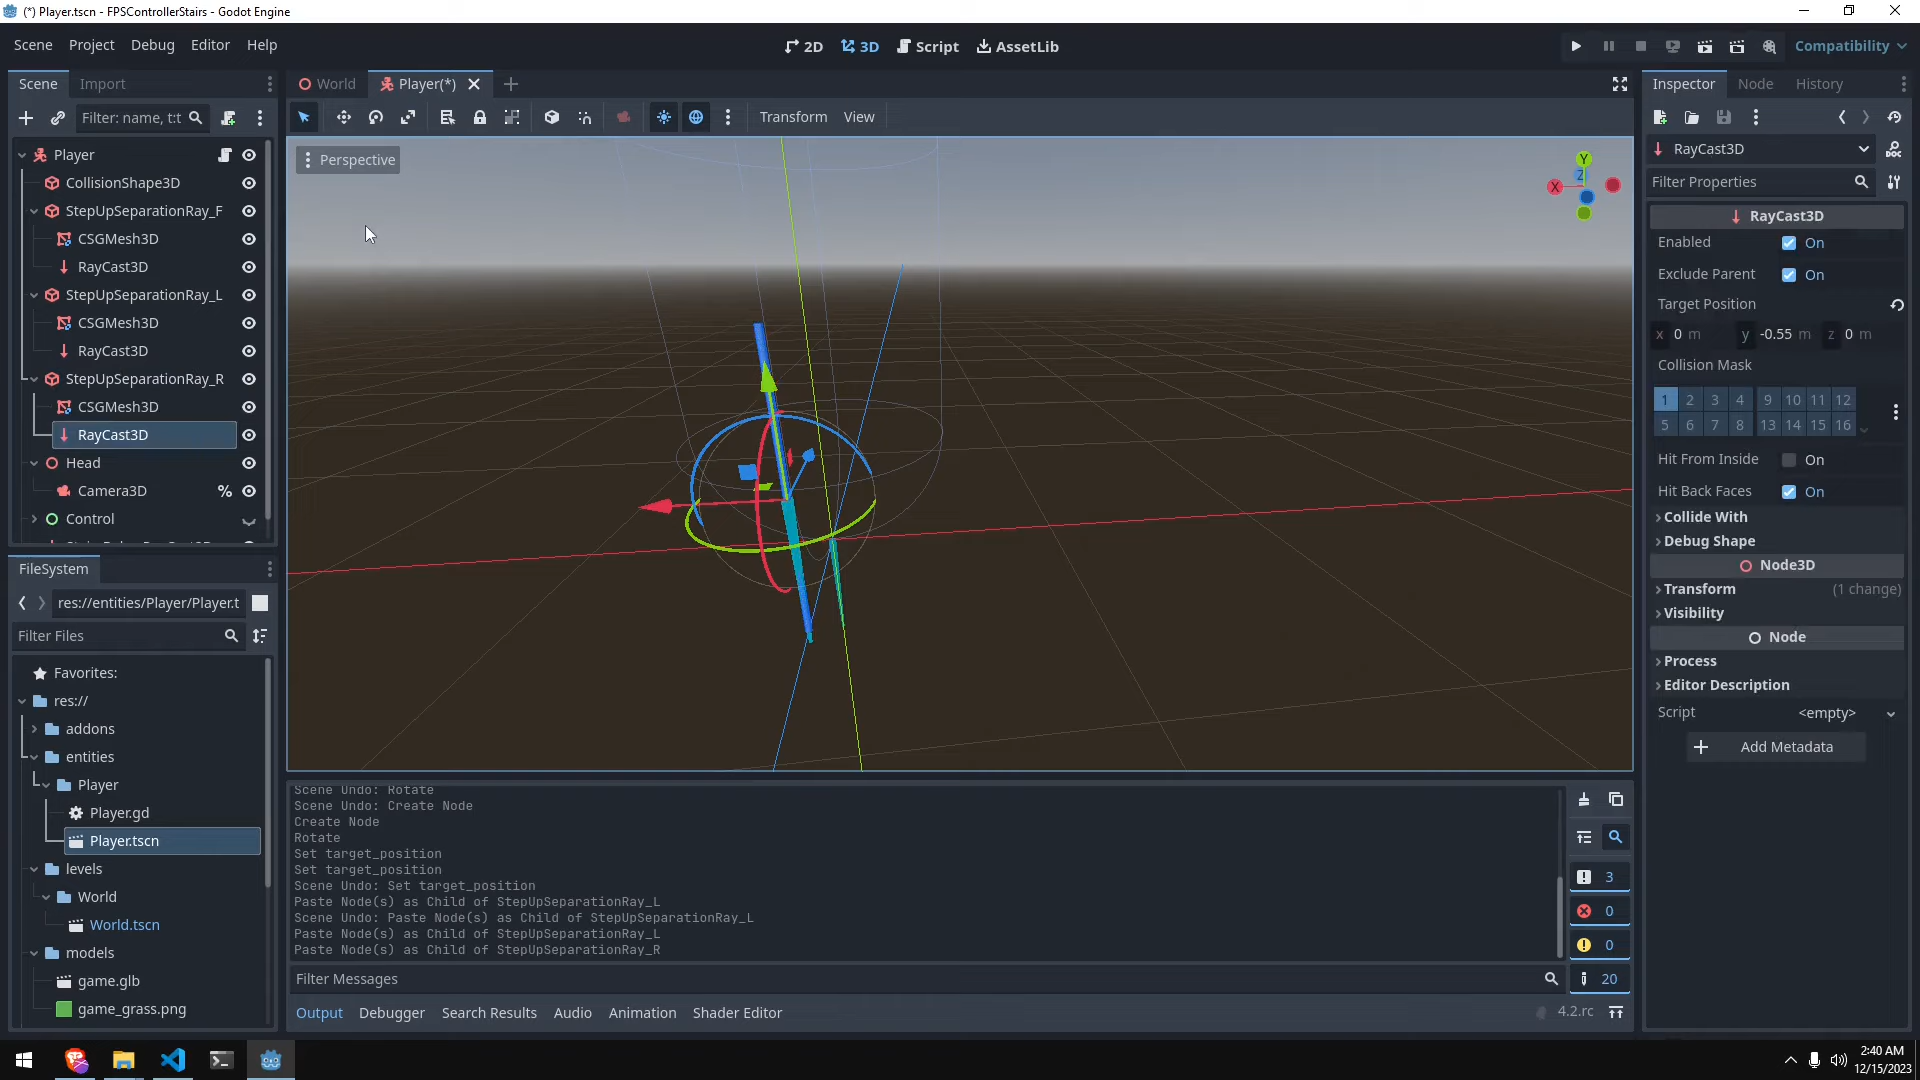 (*) Player.tscn - FPSControllerStairs - Godot Engine
Scene Project Debug Editor Help
2D 3D Script AssetLib
Compatibility
Scene Import
World Player(*)
Inspector Node History
Filter: name, t:t
Transform View
Perspective
Player
CollisionShape3D
StepUpSeparationRay_F
CSGMesh3D
RayCast3D
StepUpSeparationRay_L
CSGMesh3D
RayCast3D
StepUpSeparationRay_R
CSGMesh3D
RayCast3D
Head
Camera3D
Control
FileSystem
res://entities/Player/Player.t
Filter Files
Favorites:
res://
addons
entities
Player
Player.gd
Player.tscn
levels
World
World.tscn
models
game.glb
game_grass.png
Y
Z
X
Scene Undo: Rotate
Scene Undo: Create Node
Create Node
Rotate
Set target_position
Set target_position
Scene Undo: Set target_position
Paste Node(s) as Child of StepUpSeparationRay_L
Scene Undo: Paste Node(s) as Child of StepUpSeparationRay_L
Paste Node(s) as Child of StepUpSeparationRay_L
Paste Node(s) as Child of StepUpSeparationRay_R
Filter Messages
3
0
0
20
Output Debugger Search Results Audio Animation Shader Editor
4.2.rc
RayCast3D
DOC
Filter Properties
RayCast3D
Enabled On
Exclude Parent On
Target Position
x 0 m y -0.55 m z 0 m
Collision Mask
1 2 3 4 9 10 11 12
5 6 7 8 13 14 15 16
Hit From Inside On
Hit Back Faces On
Collide With
Debug Shape
Node3D
Transform (1 change)
Visibility
Node
Process
Editor Description
Script <empty>
Add Metadata
2:40 AM
12/15/2023